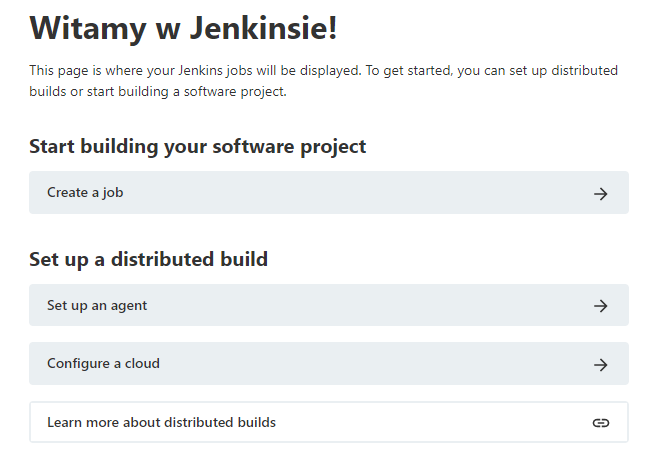 Witamy w Jenkinsie!
This page is where your Jenkins jobs will be displayed. To get started, you can set up distributed
builds or start building a software project.
Start building your software project
Create a job
Set up a distributed build
Set up an agent
Configure a cloud
Learn more about distributed builds